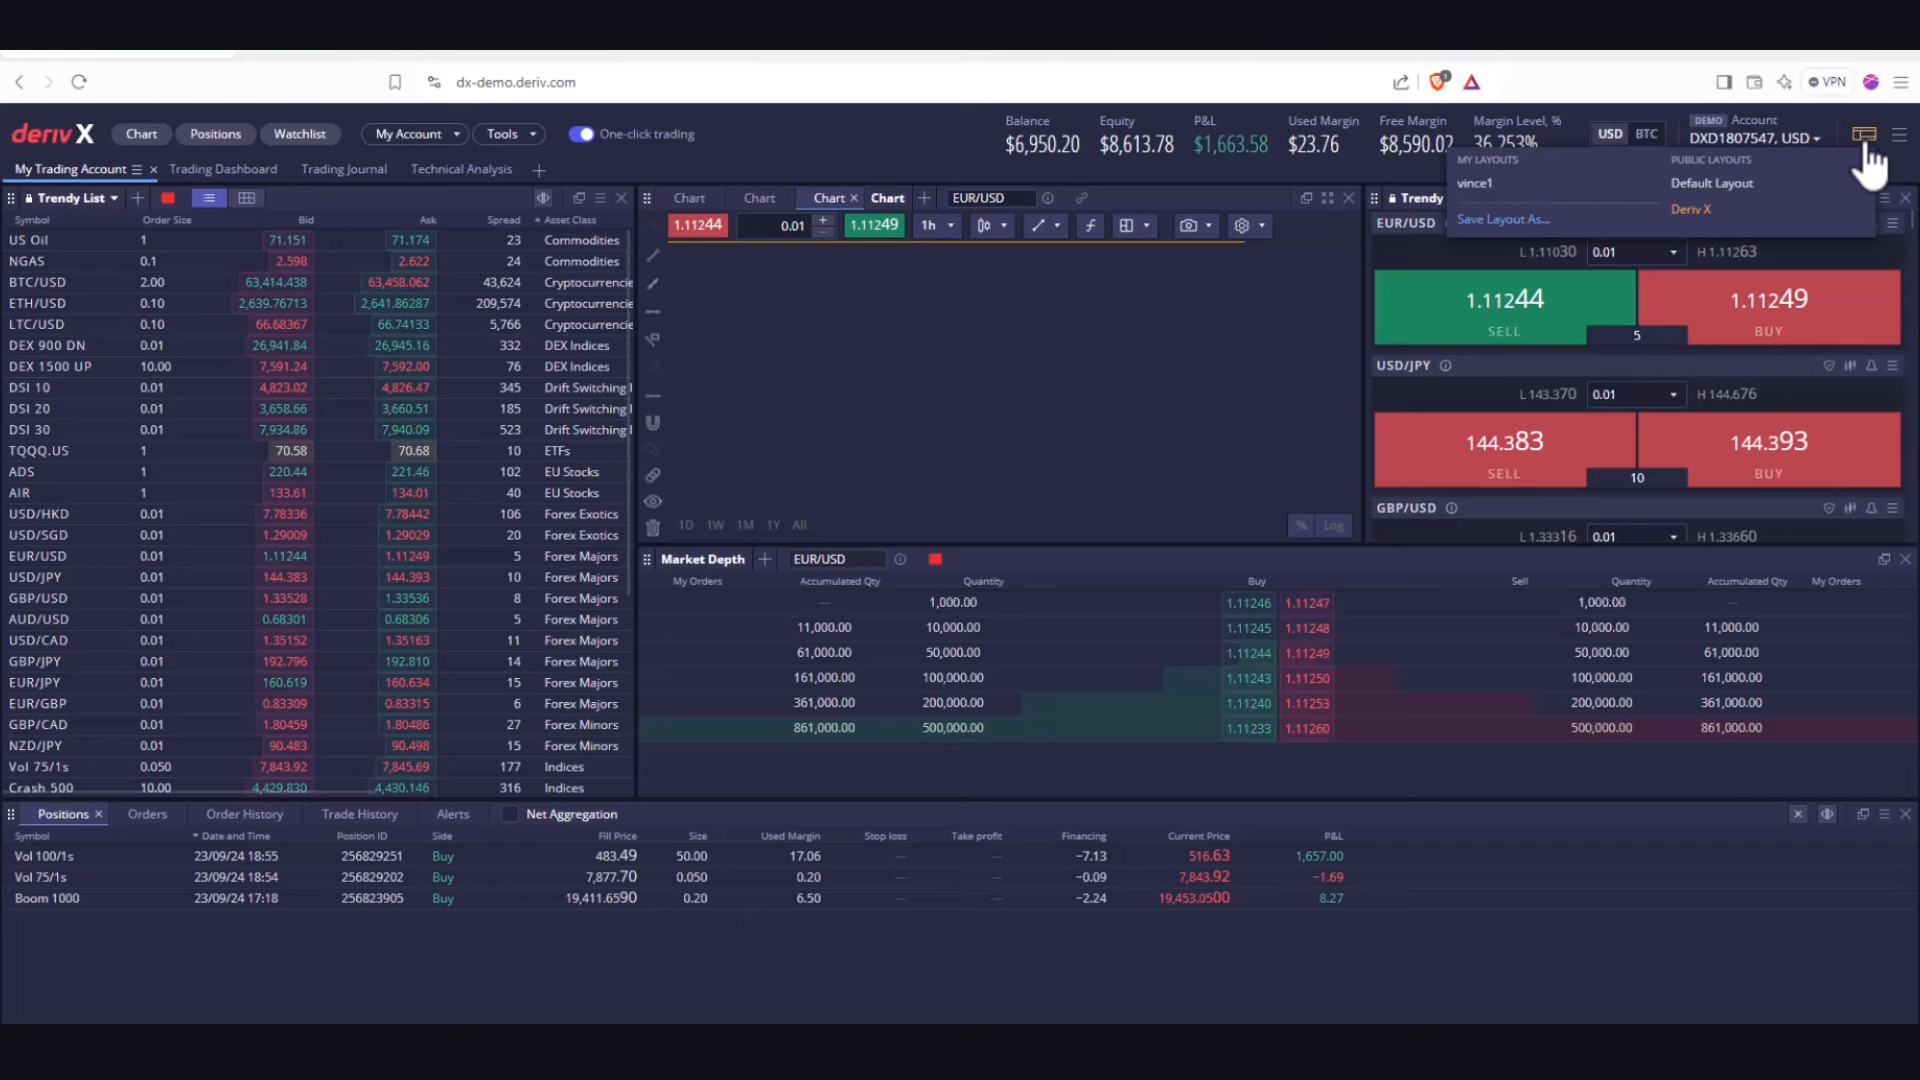 dx-demo.deriv.com
1
VPN
deriv X
Chart
Positions
Watchlist
My Account
Tools
One-click trading
Balance
$6,950.20
Equity
$8,613.78
P&L
$1,663.58
Used Margin
$23.76
Free Margin
$8,590.02
Margin Level, %
36,253%
USD BTC
DEMO Account
DXD1807547, USD
My Trading Account
Trading Dashboard
Trading Journal
Technical Analysis
MY LAYOUTS
vince1
Save Layout As...
PUBLIC LAYOUTS
Default Layout
Deriv X
Trendy List
Symbol Order Size Bid Ask Spread Asset Class
US Oil 1 71.151 71.174 23 Commodities
NGAS 0.1 2.598 2.622 24 Commodities
BTC/USD 2.00 63,414.438 63,458.062 43,624 Cryptocurrencie
ETH/USD 0.10 2,639.76713 2,641.86287 209,574 Cryptocurrencie
LTC/USD 0.10 66.68367 66.74133 5,766 Cryptocurrencie
DEX 900 DN 0.01 26,941.84 26,945.16 332 DEX Indices
DEX 1500 UP 10.00 7,591.24 7,592.00 76 DEX Indices
DSI 10 0.01 4,823.02 4,826.47 345 Drift Switching I
DSI 20 0.01 3,658.66 3,660.51 185 Drift Switching I
DSI 30 0.01 7,934.86 7,940.09 523 Drift Switching I
TQQQ.US 1 70.58 70.68 10 ETFs
ADS 1 220.44 221.46 102 EU Stocks
AIR 1 133.61 134.01 40 EU Stocks
USD/HKD 0.01 7.78336 7.78442 106 Forex Exotics
USD/SGD 0.01 1.29009 1.29029 20 Forex Exotics
EUR/USD 0.01 1.11244 1.11249 5 Forex Majors
USD/JPY 0.01 144.383 144.393 10 Forex Majors
GBP/USD 0.01 1.33528 1.33536 8 Forex Majors
AUD/USD 0.01 0.68301 0.68306 5 Forex Majors
USD/CAD 0.01 1.35152 1.35163 11 Forex Majors
GBP/JPY 0.01 192.796 192.810 14 Forex Majors
EUR/JPY 0.01 160.619 160.634 15 Forex Majors
EUR/GBP 0.01 0.83309 0.83315 6 Forex Majors
GBP/CAD 0.01 1.80459 1.80486 27 Forex Minors
NZD/JPY 0.01 90.483 90.498 15 Forex Minors
Vol 75/1s 0.050 7,843.92 7,845.69 177 Indices
Crash 500 10.00 4,429.830 4,430.146 316 Indices
Chart Chart Chart Chart EUR/USD
1.11244 0.01 1.11249 1h
1D 1W 1M 1Y All
% Log
Trendy
EUR/USD
L 1.11030 0.01 H 1.11263
1.11244 1.11249
SELL 5 BUY
USD/JPY
L 143.370 0.01 H 144.676
144.383 144.393
SELL 10 BUY
GBP/USD
L 1.33316 0.01 H 1.33660
Market Depth EUR/USD
My Orders Accumulated Qty Quantity Buy Sell Quantity Accumulated Qty My Orders
— 1,000.00 1.11246 1.11247 1,000.00 —
11,000.00 10,000.00 1.11245 1.11248 10,000.00 11,000.00
61,000.00 50,000.00 1.11244 1.11249 50,000.00 61,000.00
161,000.00 100,000.00 1.11243 1.11250 100,000.00 161,000.00
361,000.00 200,000.00 1.11240 1.11253 200,000.00 361,000.00
861,000.00 500,000.00 1.11233 1.11260 500,000.00 861,000.00
Positions Orders Order History Trade History Alerts Net Aggregation
Symbol Date and Time Position ID Side Fill Price Size Used Margin Stop loss Take profit Financing Current Price P&L
Vol 100/1s 23/09/24 18:55 256829251 Buy 483.49 50.00 17.06 — — −7.13 516.63 1,657.00
Vol 75/1s 23/09/24 18:54 256829202 Buy 7,877.70 0.050 0.20 — — −0.09 7,843.92 −1.69
Boom 1000 23/09/24 17:18 256823905 Buy 19,411.6590 0.20 6.50 — — −2.24 19,453.0500 8.27